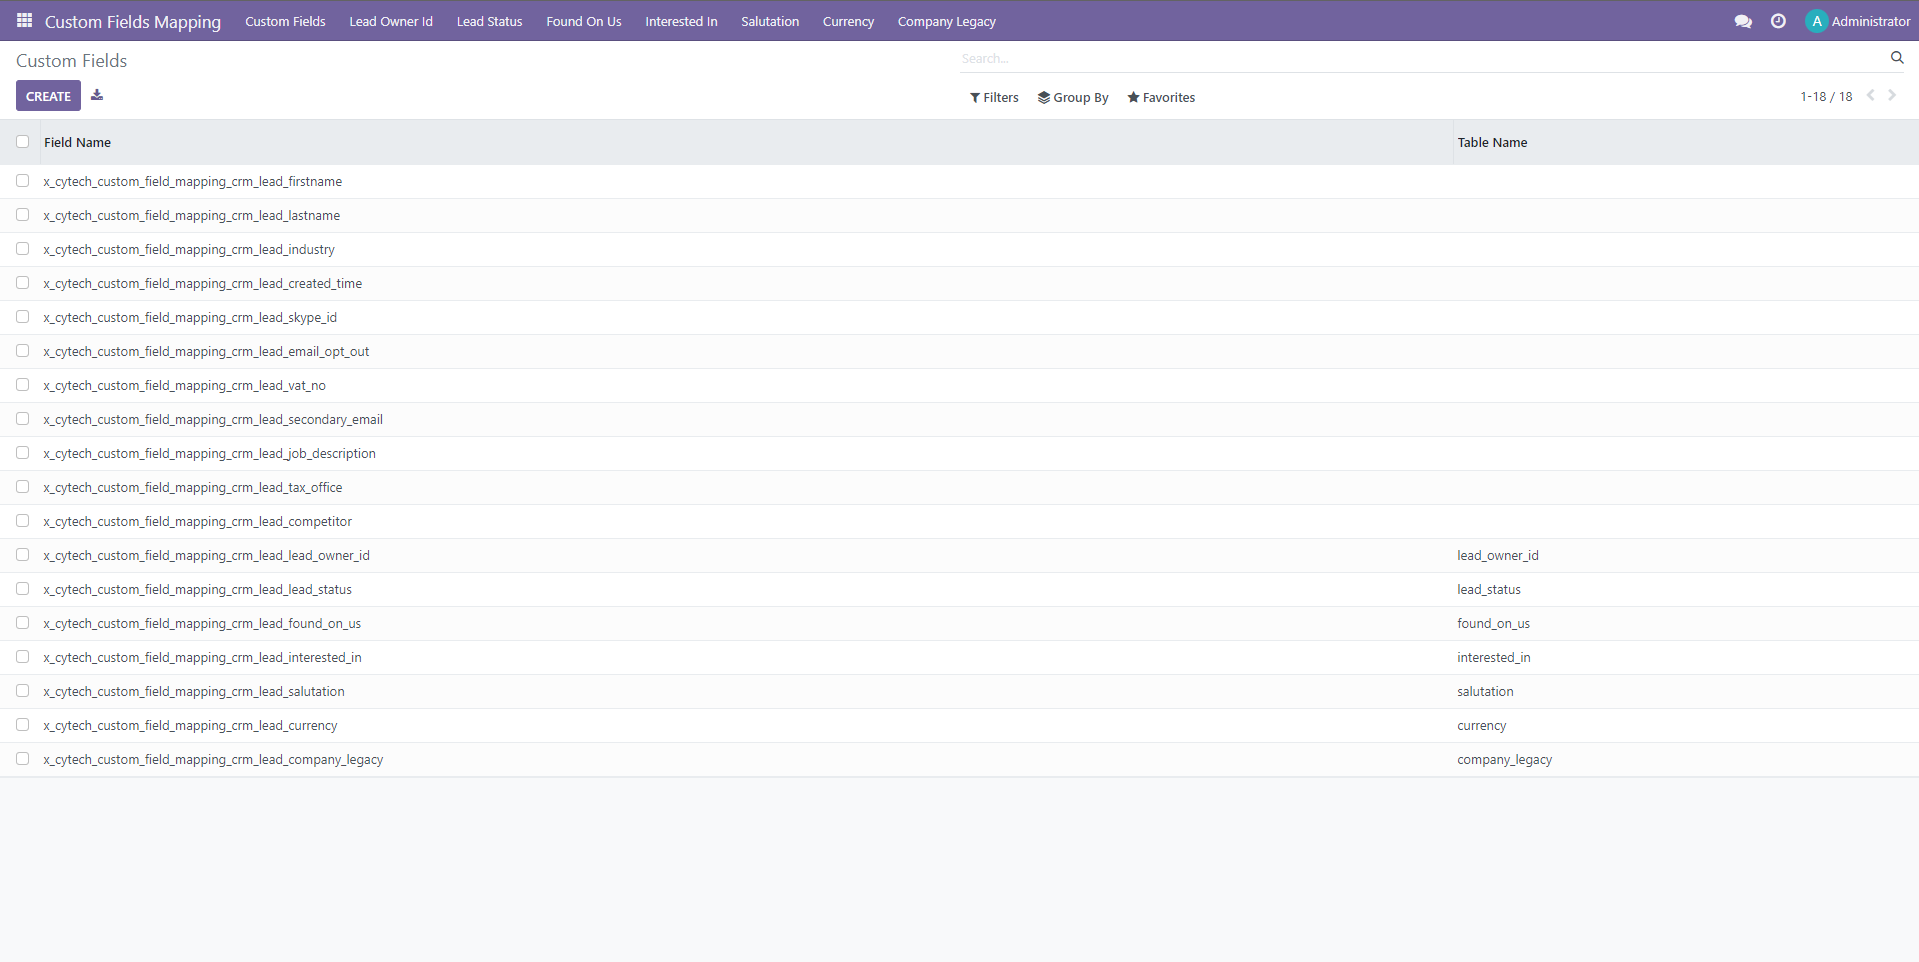 Custom Fields Mapping Custom Fields Lead Owner Id Lead Status Found On Us Interested In Salutation Currency Company Legacy A Administrator
Custom Fields Search...
CREATE Filters Group By Favorites 1-18 / 18
Field Name Table Name
x_cytech_custom_field_mapping_crm_lead_firstname
x_cytech_custom_field_mapping_crm_lead_lastname
x_cytech_custom_field_mapping_crm_lead_industry
x_cytech_custom_field_mapping_crm_lead_created_time
x_cytech_custom_field_mapping_crm_lead_skype_id
x_cytech_custom_field_mapping_crm_lead_email_opt_out
x_cytech_custom_field_mapping_crm_lead_vat_no
x_cytech_custom_field_mapping_crm_lead_secondary_email
x_cytech_custom_field_mapping_crm_lead_job_description
x_cytech_custom_field_mapping_crm_lead_tax_office
x_cytech_custom_field_mapping_crm_lead_competitor
x_cytech_custom_field_mapping_crm_lead_lead_owner_id lead_owner_id
x_cytech_custom_field_mapping_crm_lead_lead_status lead_status
x_cytech_custom_field_mapping_crm_lead_found_on_us found_on_us
x_cytech_custom_field_mapping_crm_lead_interested_in interested_in
x_cytech_custom_field_mapping_crm_lead_salutation salutation
x_cytech_custom_field_mapping_crm_lead_currency currency
x_cytech_custom_field_mapping_crm_lead_company_legacy company_legacy